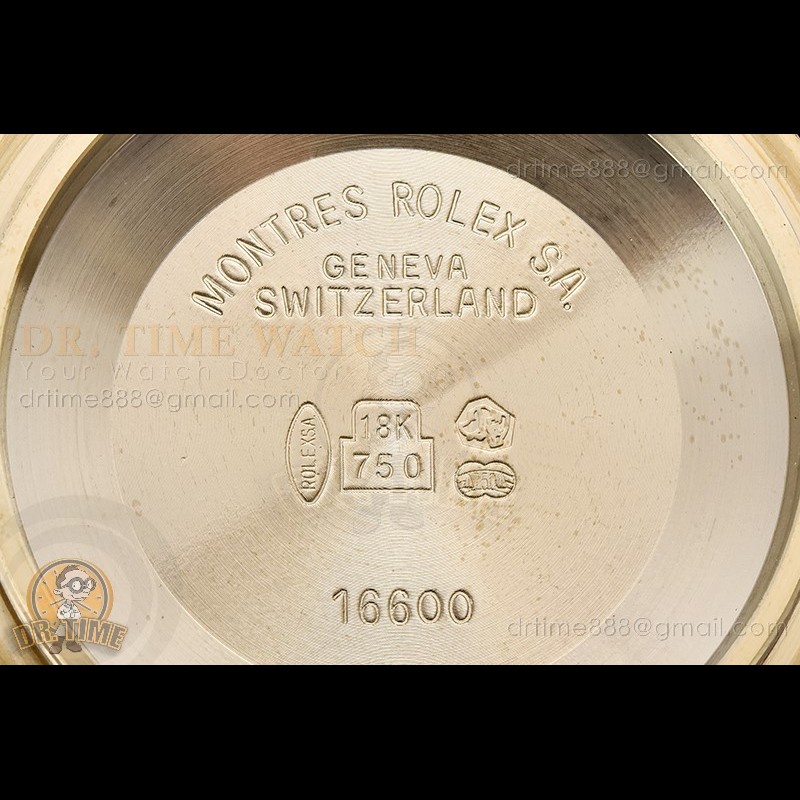 drtime888@gmail.com
MONTRES ROLEX S.A.
GENEVA
SWITZERLAND
DR. TIME WATCH
Your Watch Doctor
drtime888@gmail.com
ROLEXSA
18K
750
16600
DR. TIME
drtime888@gmail.com